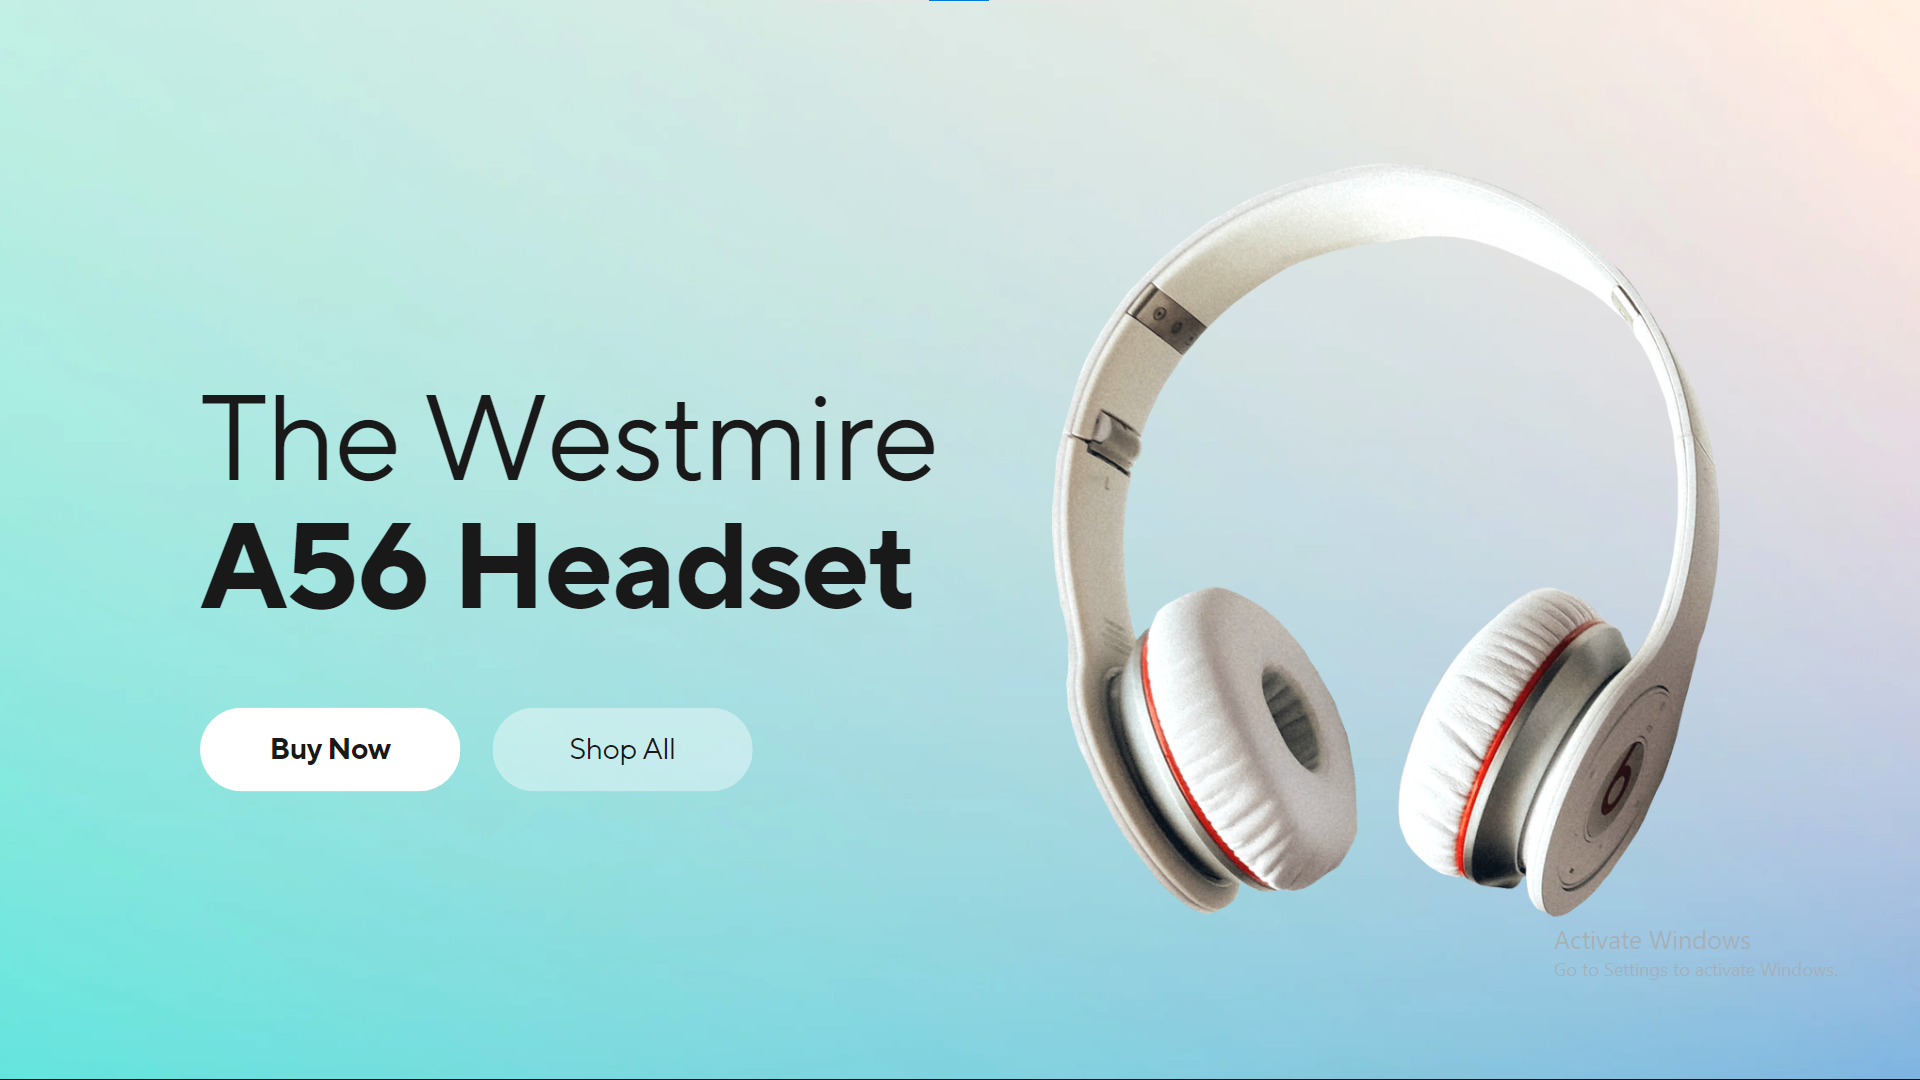 The Westmire
A56 Headset
Buy Now
Shop All
L
b
Activate Windows
Go to Settings to activate Windows.